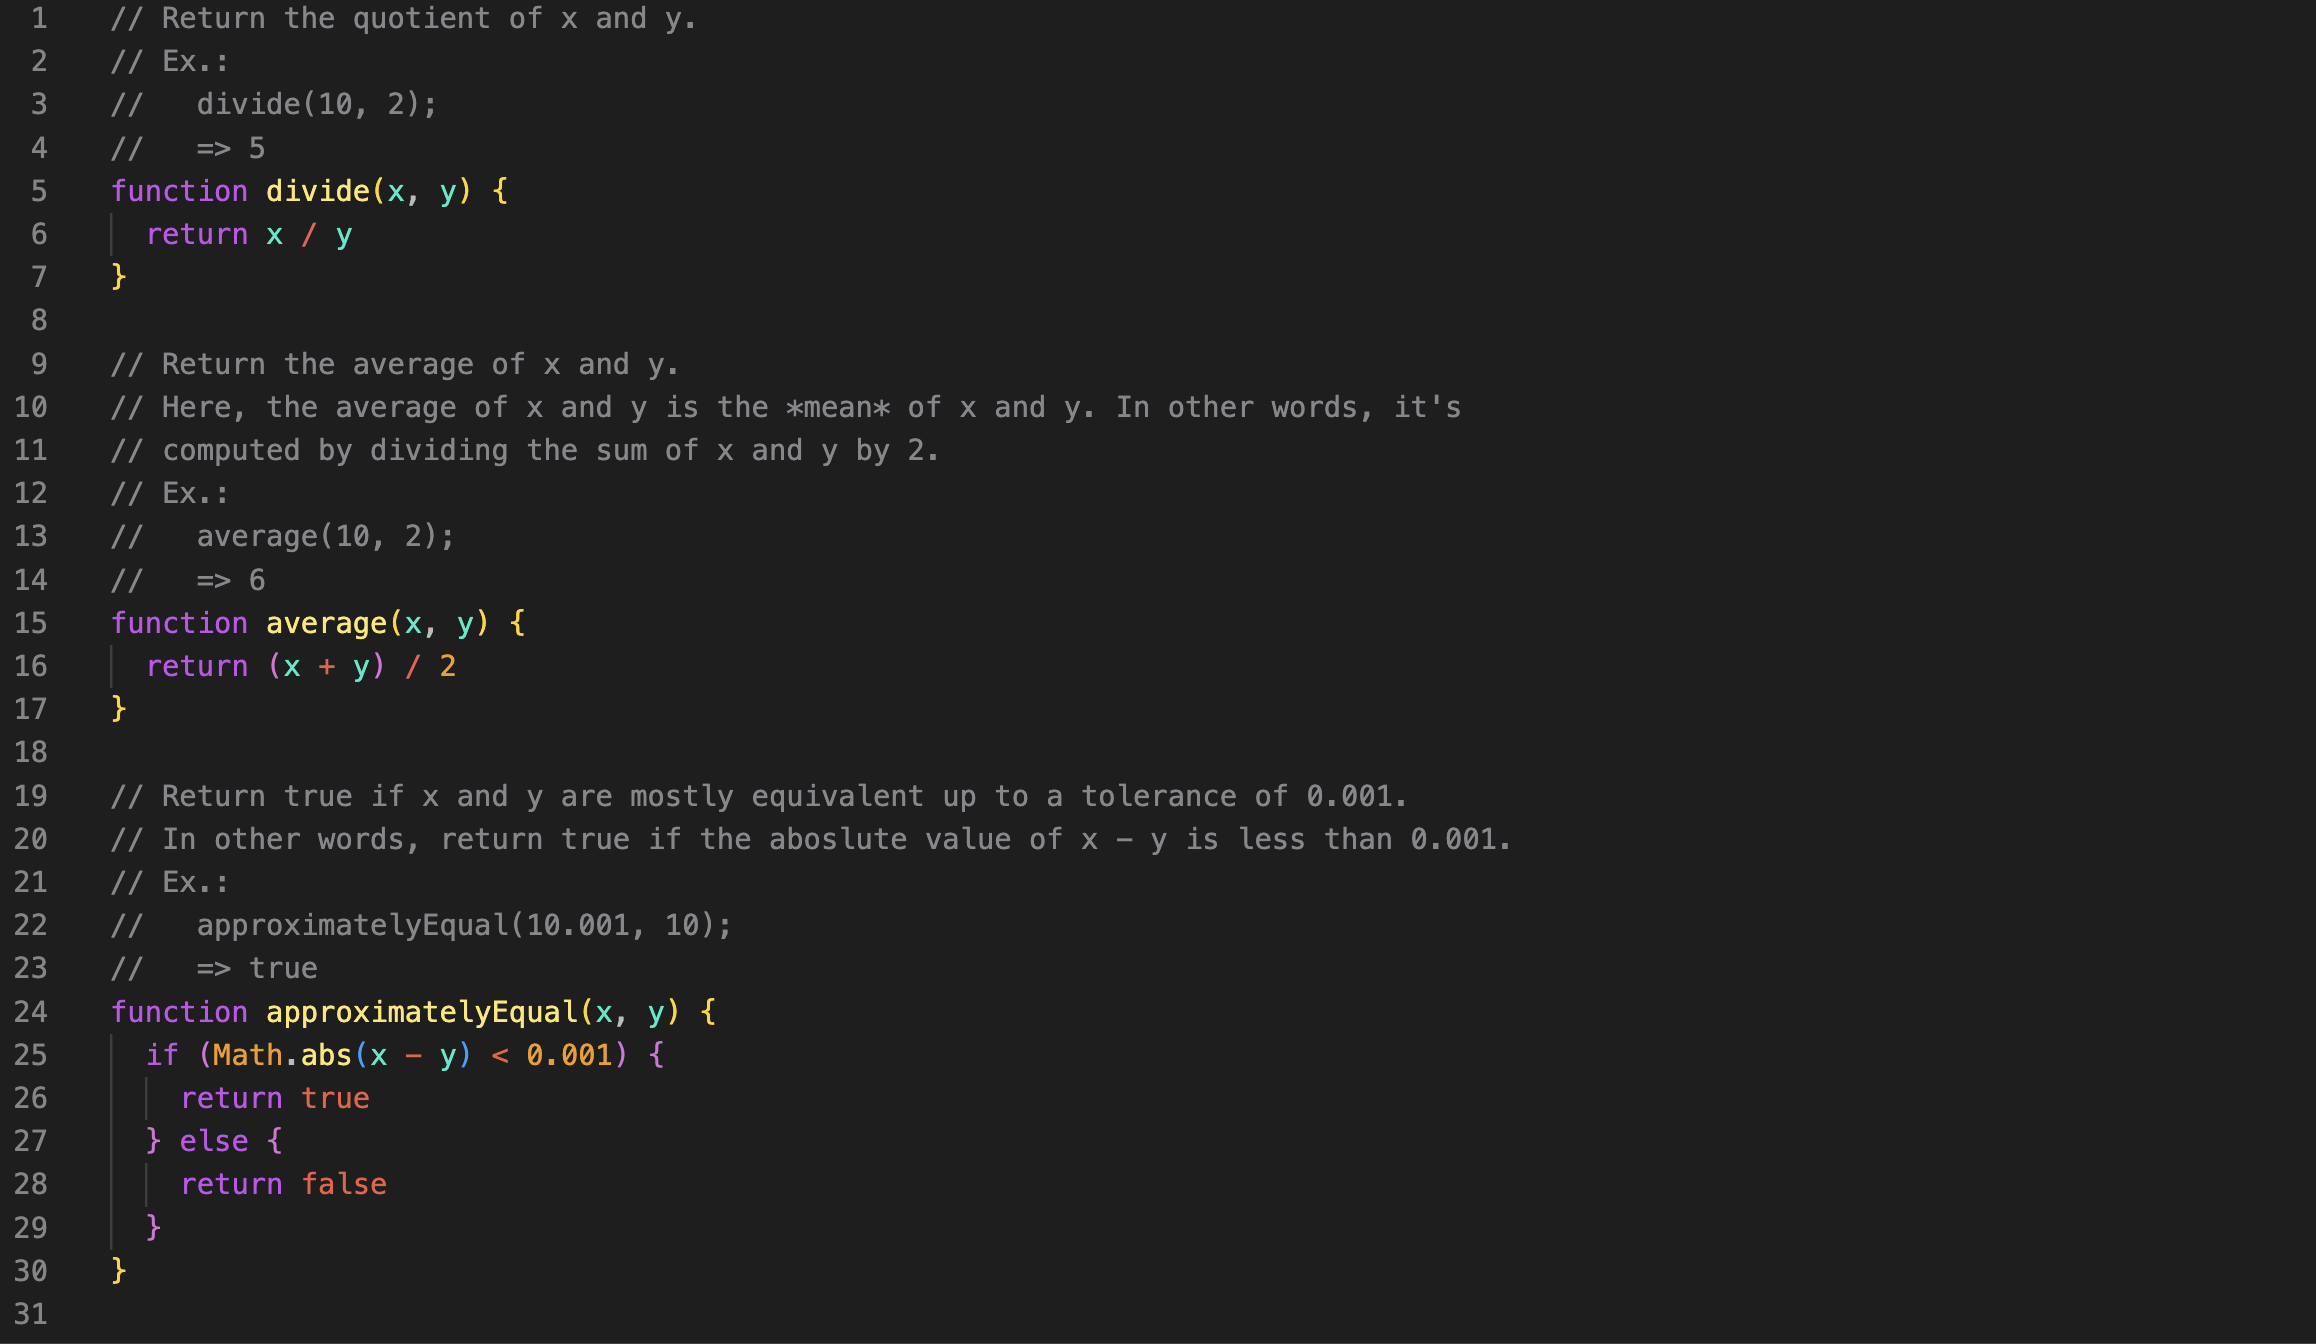 1 // Return the quotient of x and y.
2 // Ex.:
3 //   divide(10, 2);
4 //   => 5
5 function divide(x, y) {
6   return x / y
7 }
8
9 // Return the average of x and y.
10 // Here, the average of x and y is the *mean* of x and y. In other words, it's
11 // computed by dividing the sum of x and y by 2.
12 // Ex.:
13 //   average(10, 2);
14 //   => 6
15 function average(x, y) {
16   return (x + y) / 2
17 }
18
19 // Return true if x and y are mostly equivalent up to a tolerance of 0.001.
20 // In other words, return true if the aboslute value of x - y is less than 0.001.
21 // Ex.:
22 //   approximatelyEqual(10.001, 10);
23 //   => true
24 function approximatelyEqual(x, y) {
25   if (Math.abs(x - y) < 0.001) {
26     return true
27   } else {
28     return false
29   }
30 }
31